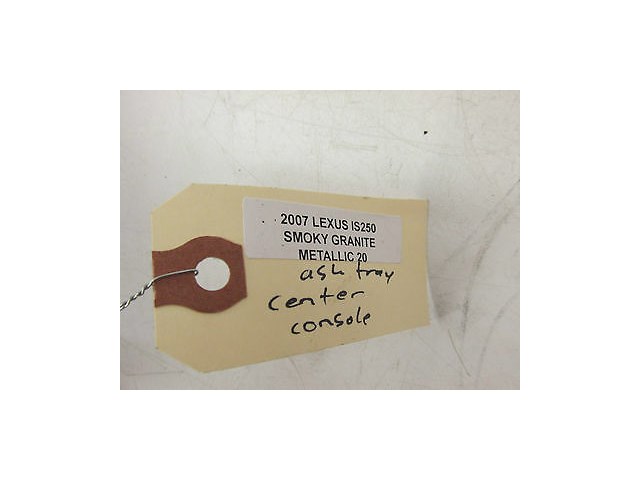 2007 LEXUS IS250
SMOKY GRANITE
METALLIC 20
ash tray
center
console